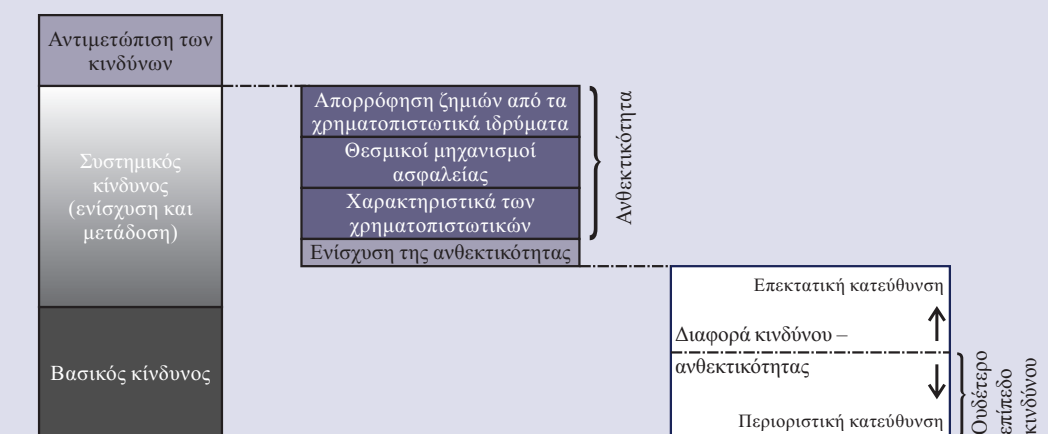 Αντιμετώπιση των
κινδύνων
Συστημικός
κίνδυνος
(ενίσχυση και
μετάδοση)
Βασικός κίνδυνος
Απορρόφηση ζημιών από τα
χρηματοπιστωτικά ιδρύματα
Θεσμικοί μηχανισμοί
ασφαλείας
Χαρακτηριστικά των
χρηματοπιστωτικών
Ενίσχυση της ανθεκτικότητας
Ανθεκτικότητα
Επεκτατική κατεύθυνση
Διαφορά κινδύνου –
ανθεκτικότητας
Περιοριστική κατεύθυνση
Ουδέτερο
επίπεδο
κινδύνου